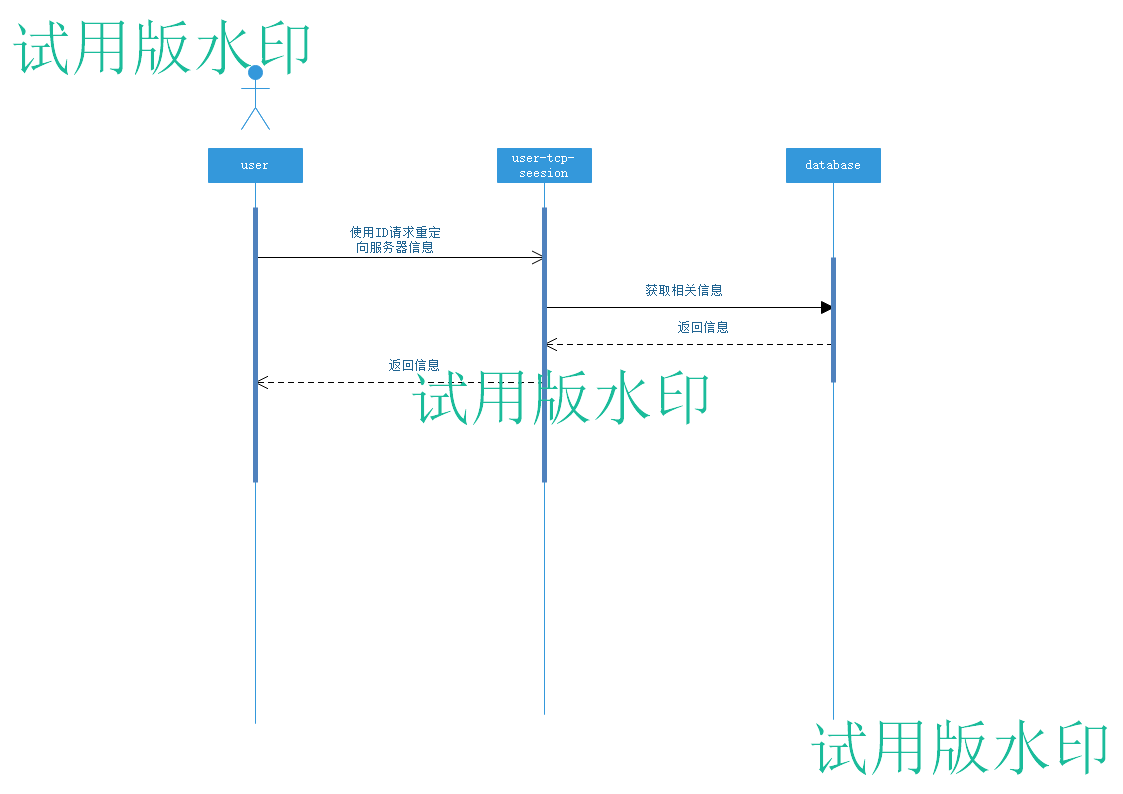 试用版水印
user
user-tcp-
seesion
database
使用ID请求重定
向服务器信息
获取相关信息
返回信息
返回信息
试用版水印
试用版水印